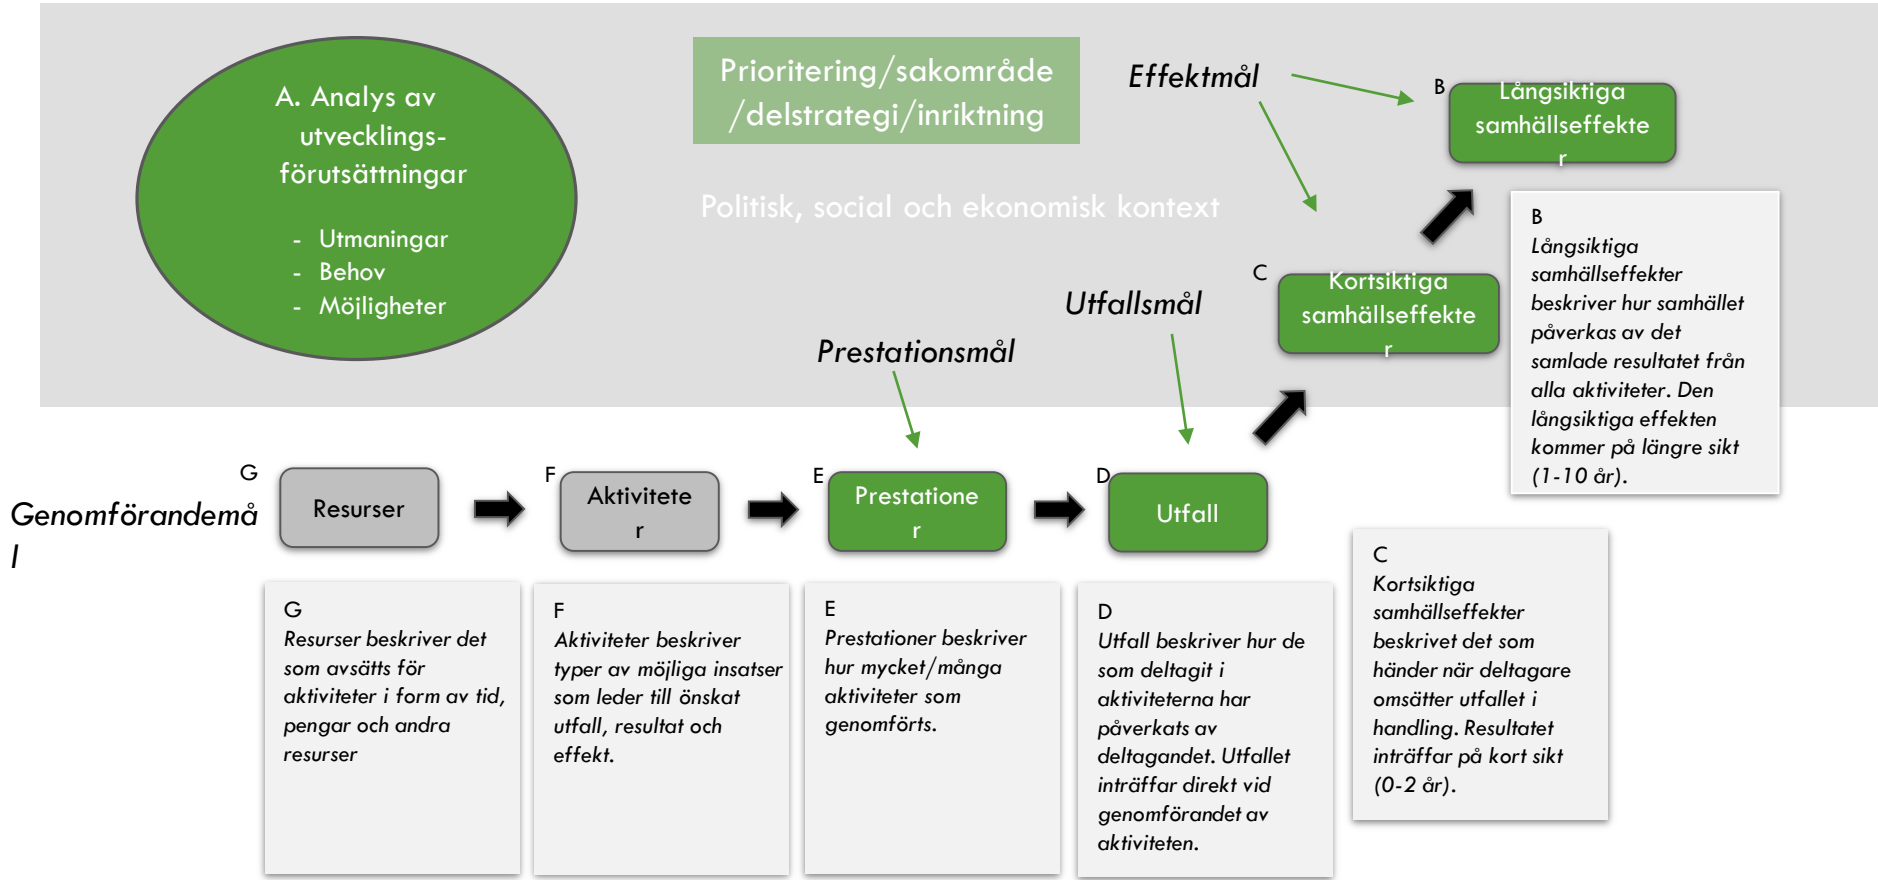 A. Analys av
utvecklings-
förutsättningar
- Utmaningar
- Behov
- Möjligheter
Prioritering/sakområde
/delstrategi/inriktning
Politisk, social och ekonomisk kontext
Effektmål
B
Långsiktiga
samhällseffekte
r
B
Långsiktiga
samhällseffekter
beskriver hur samhället
påverkas av det
samlade resultatet från
alla aktiviteter. Den
långsiktiga effekten
kommer på längre sikt
(1-10 år).
C
Kortsiktiga
samhällseffekte
r
Utfallsmål
Prestationsmål
Genomförandemå
l
G
Resurser
F
Aktivitete
r
E
Prestatione
r
D
Utfall
G
Resurser beskriver det
som avsätts för
aktiviteter i form av tid,
pengar och andra
resurser
F
Aktiviteter beskriver
typer av möjliga insatser
som leder till önskat
utfall, resultat och
effekt.
E
Prestationer beskriver
hur mycket/många
aktiviteter som
genomförts.
D
Utfall beskriver hur de
som deltagit i
aktiviteterna har
påverkats av
deltagandet. Utfallet
inträffar direkt vid
genomförandet av
aktiviteten.
C
Kortsiktiga
samhällseffekter
beskrivet det som
händer när deltagare
omsätter utfallet i
handling. Resultatet
inträffar på kort sikt
(0-2 år).